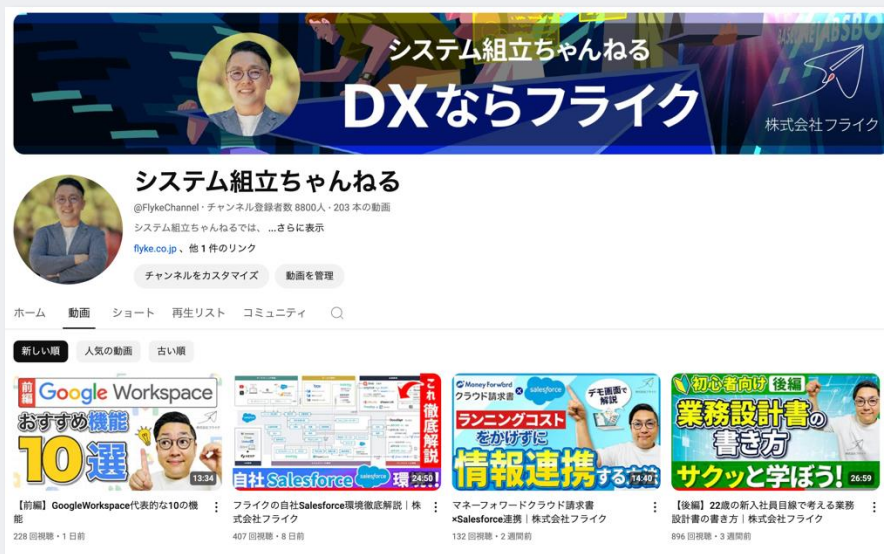 システム組立ちゃんねる
DXならフライク
株式会社フライク
システム組立ちゃんねる
@FlykeChannel・チャンネル登録者数 8800人・203 本の動画
システム組立ちゃんねるでは、 ...さらに表示
flyke.co.jp 、他 1 件のリンク
チャンネルをカスタマイズ
動画を管理
ホーム 動画 ショート 再生リスト コミュニティ
新しい順 人気の動画 古い順
前編 Google Workspace
おすすめ機能
10選
13:34
これ徹底解説
自社Salesforce環境!
salesforce
24:50
Money Forward
クラウド請求書
×
salesforce
デモ画面で
解説
ランニングコスト
をかけずに
情報連携する方法
14:40
初心者向け 後編
業務設計書の
書き方
サクッと学ぼう!
26:59
【前編】GoogleWorkspace代表的な10の機
能
228 回視聴・1 日前
フライクの自社Salesforce環境徹底解説|株
式会社フライク
407 回視聴・8 日前
マネーフォワードクラウド請求書
×Salesforce連携|株式会社フライク
132 回視聴・2 週間前
【後編】22歳の新入社員目線で考える業務
設計書の書き方|株式会社フライク
896 回視聴・3 週間前